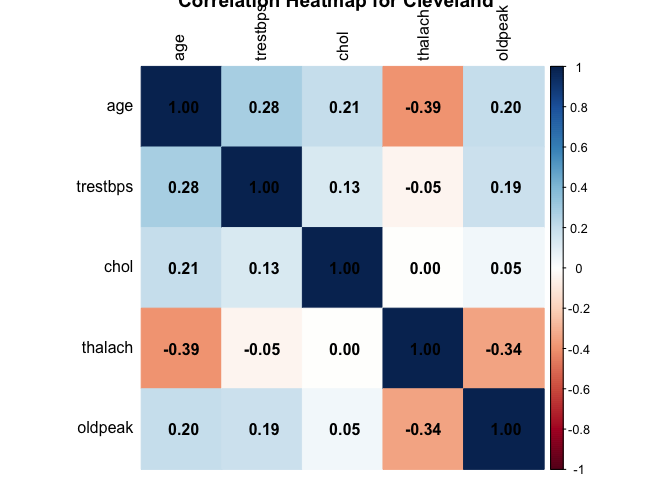 Correlation Heatmap for Cleveland
age trestbps chol thalach oldpeak
age 1.00 0.28 0.21 -0.39 0.20
trestbps 0.28 1.00 0.13 -0.05 0.19
chol 0.21 0.13 1.00 0.00 0.05
thalach -0.39 -0.05 0.00 1.00 -0.34
oldpeak 0.20 0.19 0.05 -0.34 1.00
1
0.8
0.6
0.4
0.2
0
-0.2
-0.4
-0.6
-0.8
-1